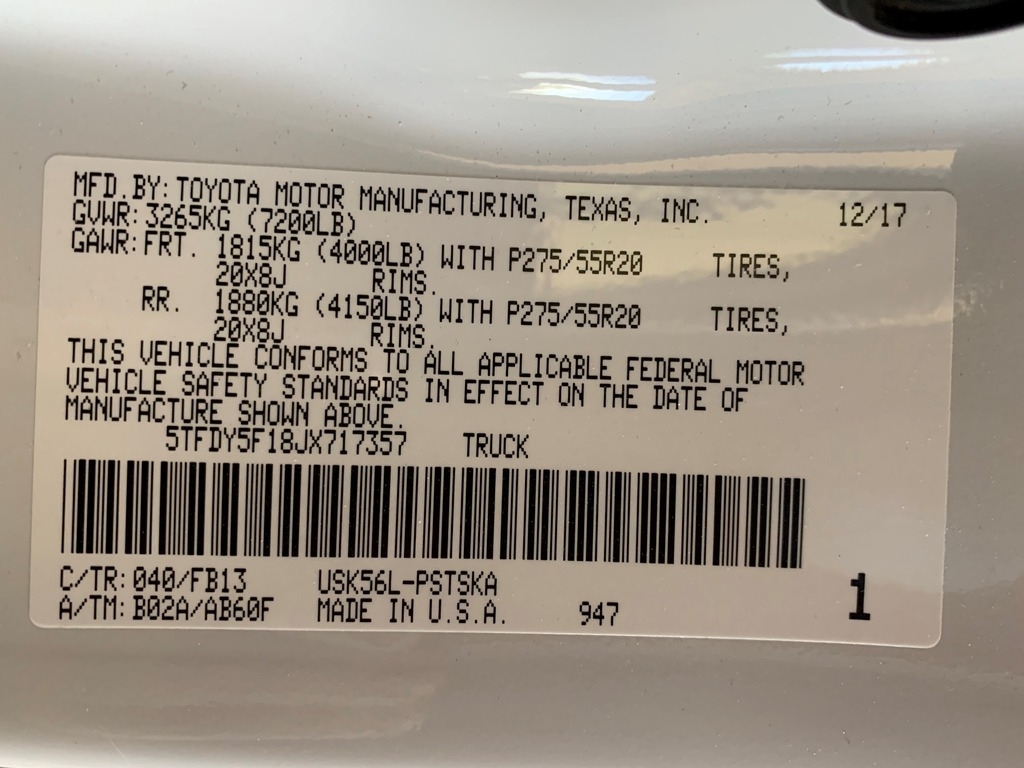 MFD.BY:TOYOTA MOTOR MANUFACTURING, TEXAS, INC. 12/17
GVWR:3265KG (7200LB)
GAWR:FRT. 1815KG (4000LB) WITH P275/55R20 TIRES,
20X8J RIMS.
RR. 1880KG (4150LB) WITH P275/55R20 TIRES,
20X8J RIMS.
THIS VEHICLE CONFORMS TO ALL APPLICABLE FEDERAL MOTOR
VEHICLE SAFETY STANDARDS IN EFFECT ON THE DATE OF
MANUFACTURE SHOWN ABOVE.
5TFDY5F18JX717357 TRUCK
C/TR:040/FB13 USK56L-PSTSKA
A/TM:B02A/AB60F MADE IN U.S.A. 947 1